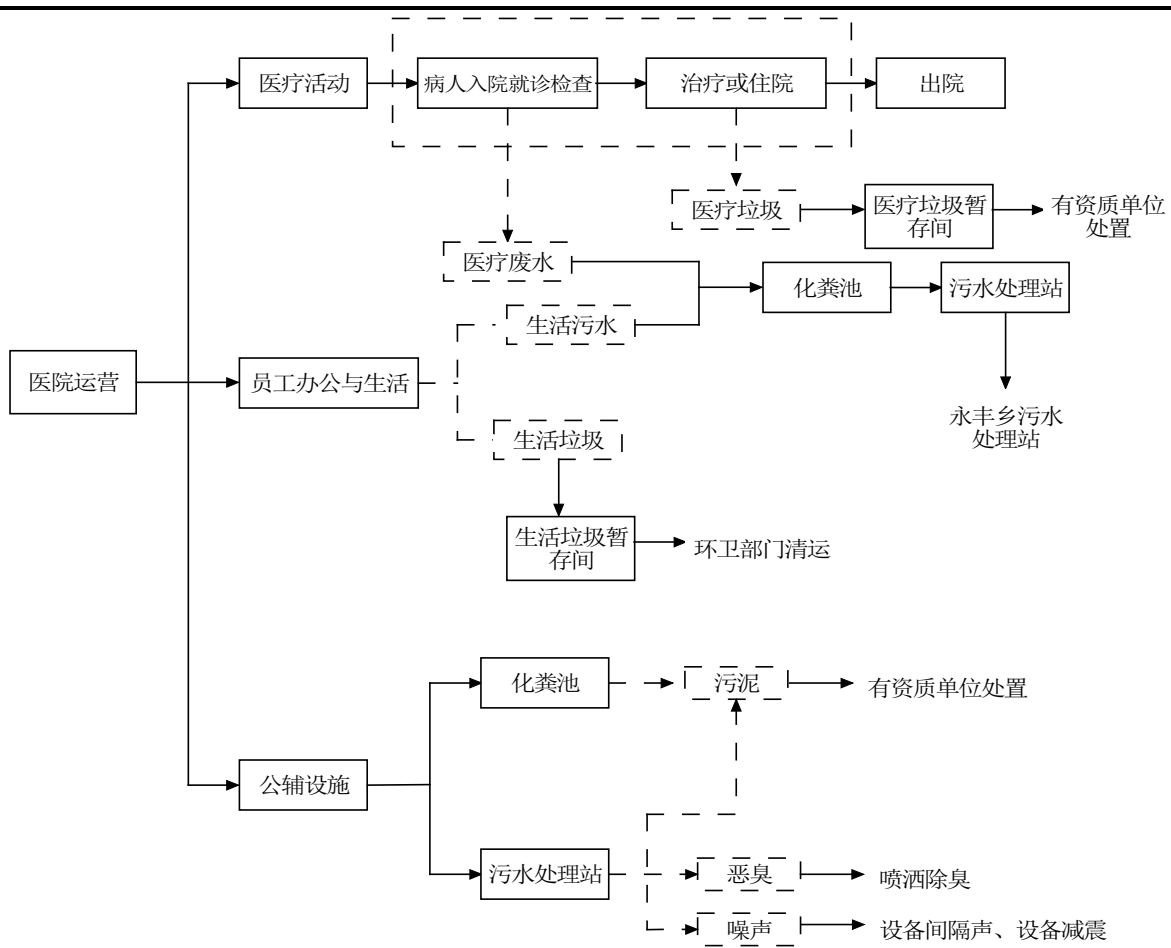 医疗活动
病人入院就诊检查
治疗或住院
出院
医疗垃圾
医疗垃圾暂
存间
有资质单位
处置
医疗废水
化粪池
污水处理站
生活污水
医院运营
员工办公与生活
永丰乡污水
处理站
生活垃圾
生活垃圾暂
存间
环卫部门清运
化粪池
污泥
有资质单位处置
公辅设施
污水处理站
恶臭
喷洒除臭
噪声
设备间隔声、设备减震